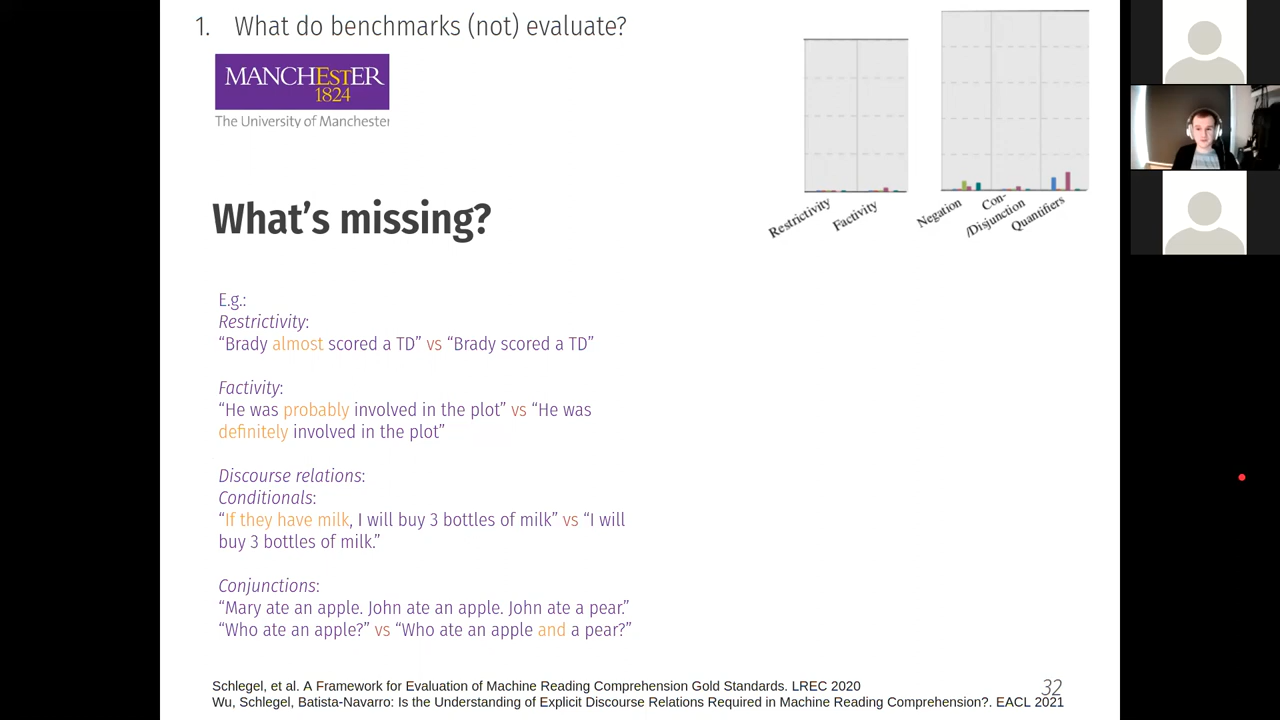 1. What do benchmarks (not) evaluate?
MANCHESTER
1824
The University of Manchester
Restrictivity
Factivity
Negation
Con-
/Disjunction
Quantifiers
What's missing?
E.g.:
Restrictivity:
“Brady almost scored a TD” vs “Brady scored a TD”
Factivity:
“He was probably involved in the plot” vs “He was
definitely involved in the plot”
Discourse relations:
Conditionals:
“If they have milk, I will buy 3 bottles of milk” vs “I will
buy 3 bottles of milk.”
Conjunctions:
“Mary ate an apple. John ate an apple. John ate a pear.”
“Who ate an apple?” vs “Who ate an apple and a pear?”
Schlegel, et al. A Framework for Evaluation of Machine Reading Comprehension Gold Standards. LREC 2020
32
Wu, Schlegel, Batista-Navarro: Is the Understanding of Explicit Discourse Relations Required in Machine Reading Comprehension?. EACL 2021